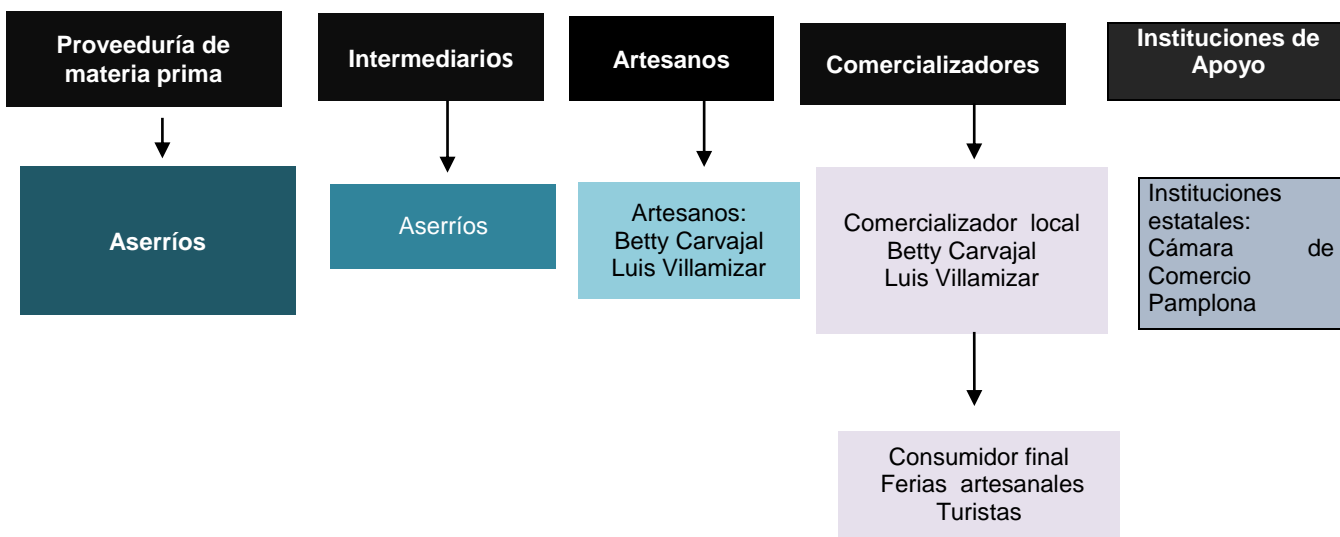 Proveeduría de
materia prima
Intermediarios
Artesanos
Comercializadores
Instituciones de
Apoyo
Aserríos
Aserríos
Artesanos:
Betty Carvajal
Luis Villamizar
Comercializador local
Betty Carvajal
Luis Villamizar
Instituciones
estatales:
Cámara de
Comercio
Pamplona
Consumidor final
Ferias artesanales
Turistas